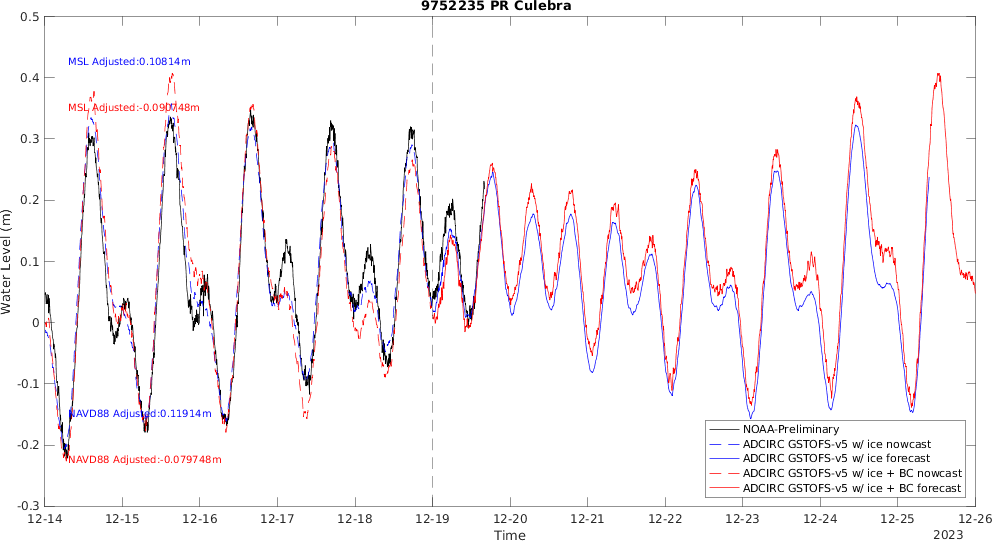 9752235 PR Culebra
0.5
0.4
0.3
0.2
0.1
0
-0.1
-0.2
-0.3
Water Level (m)
MSL Adjusted:0.10814m
MSL Adjusted:-0.090748m
NAVD88 Adjusted:0.11914m
NAVD88 Adjusted:-0.079748m
NOAA-Preliminary
ADCIRC GSTOFS-v5 w/ ice nowcast
ADCIRC GSTOFS-v5 w/ ice forecast
ADCIRC GSTOFS-v5 w/ ice + BC nowcast
ADCIRC GSTOFS-v5 w/ ice + BC forecast
12-14 12-15 12-16 12-17 12-18 12-19 12-20 12-21 12-22 12-23 12-24 12-25 12-26
Time
2023